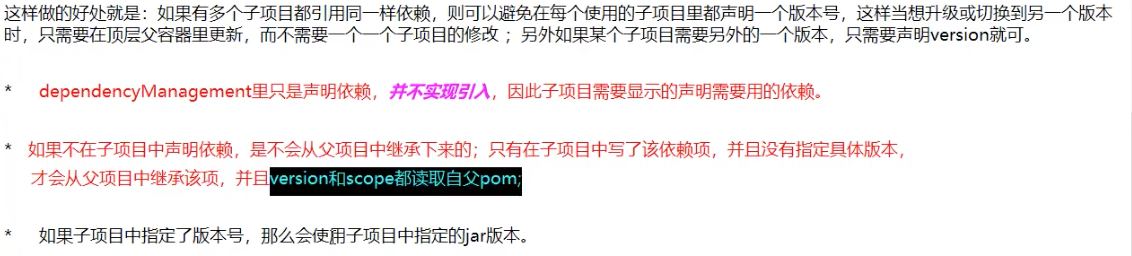 这样做的好处就是：如果有多个子项目都引用同一样依赖，则可以避免在每个使用的子项目里都声明一个版本号，这样当想升级或切换到另一个版本
时，只需要在顶层父容器里更新，而不需要一个一个子项目的修改 ；另外如果某个子项目需要另外的一个版本，只需要声明version就可。
* dependencyManagement里只是声明依赖，并不实现引入，因此子项目需要显示的声明需要用的依赖。
* 如果不在子项目中声明依赖，是不会从父项目中继承下来的；只有在子项目中写了该依赖项，并且没有指定具体版本，
才会从父项目中继承该项，并且version和scope都读取自父pom;
* 如果子项目中指定了版本号，那么会使用子项目中指定的jar版本。